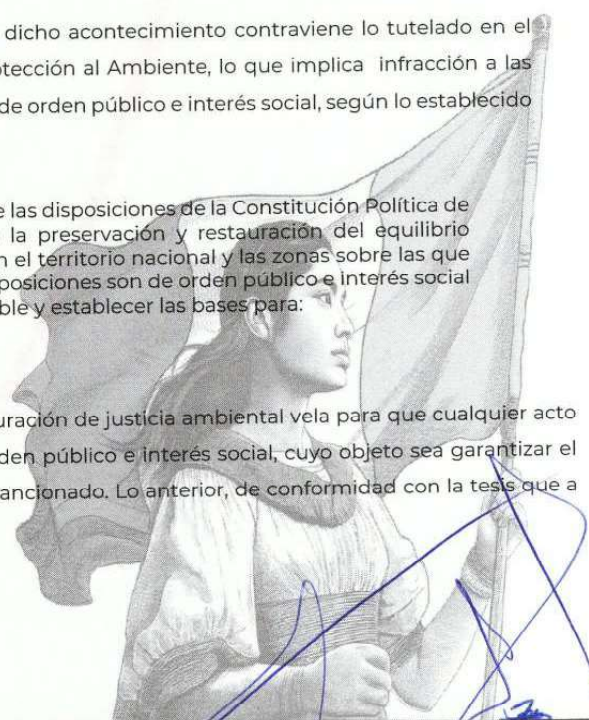 dicho acontecimiento contraviene lo tutelado en el
otección al Ambiente, lo que implica infracción a las
de orden público e interés social, según lo establecido
e las disposiciones de la Constitución Política de
la preservación y restauración del equilibrio
n el territorio nacional y las zonas sobre las que
posiciones son de orden público e interés social
ble y establecer las bases para:
uración de justicia ambiental vela para que cualquier acto
den público e interés social, cuyo objeto sea garantizar el
ancionado. Lo anterior, de conformidad con la tesis que a